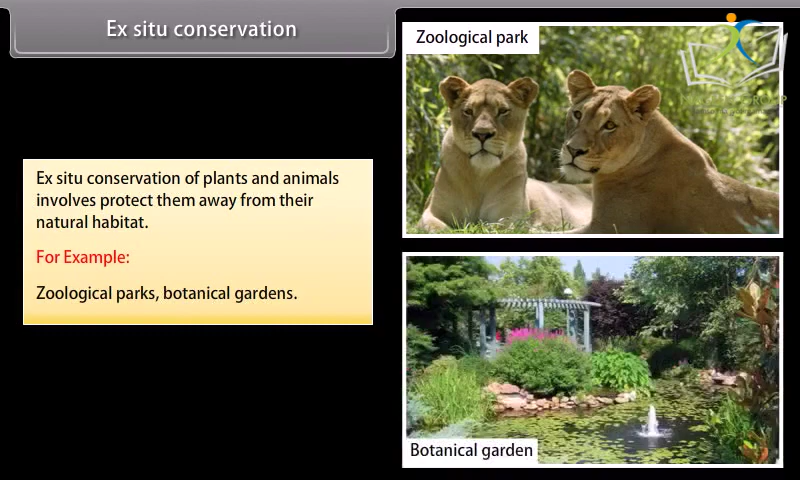 Ex situ conservation
Ex situ conservation of plants and animals
involves protect them away from their
natural habitat.
For Example:
Zoological parks, botanical gardens.
Zoological park
Botanical garden